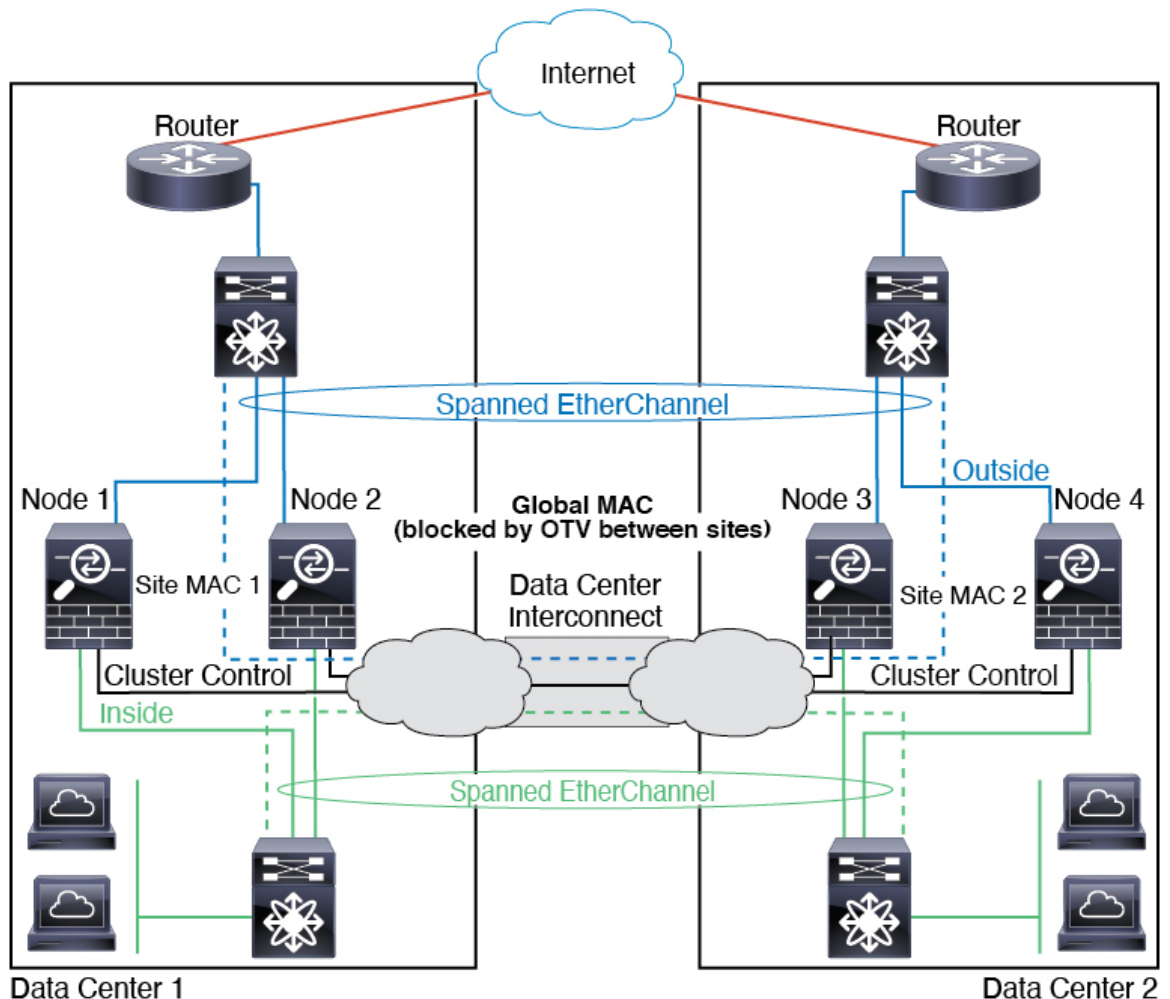 Internet
Router
Router
Spanned EtherChannel
Outside
Node 1
Node 2
Global MAC
(blocked by OTV between sites)
Node 3
Node 4
Site MAC 1
Data Center
Interconnect
Site MAC 2
Cluster Control
Cluster Control
Inside
Spanned EtherChannel
Data Center 1
Data Center 2